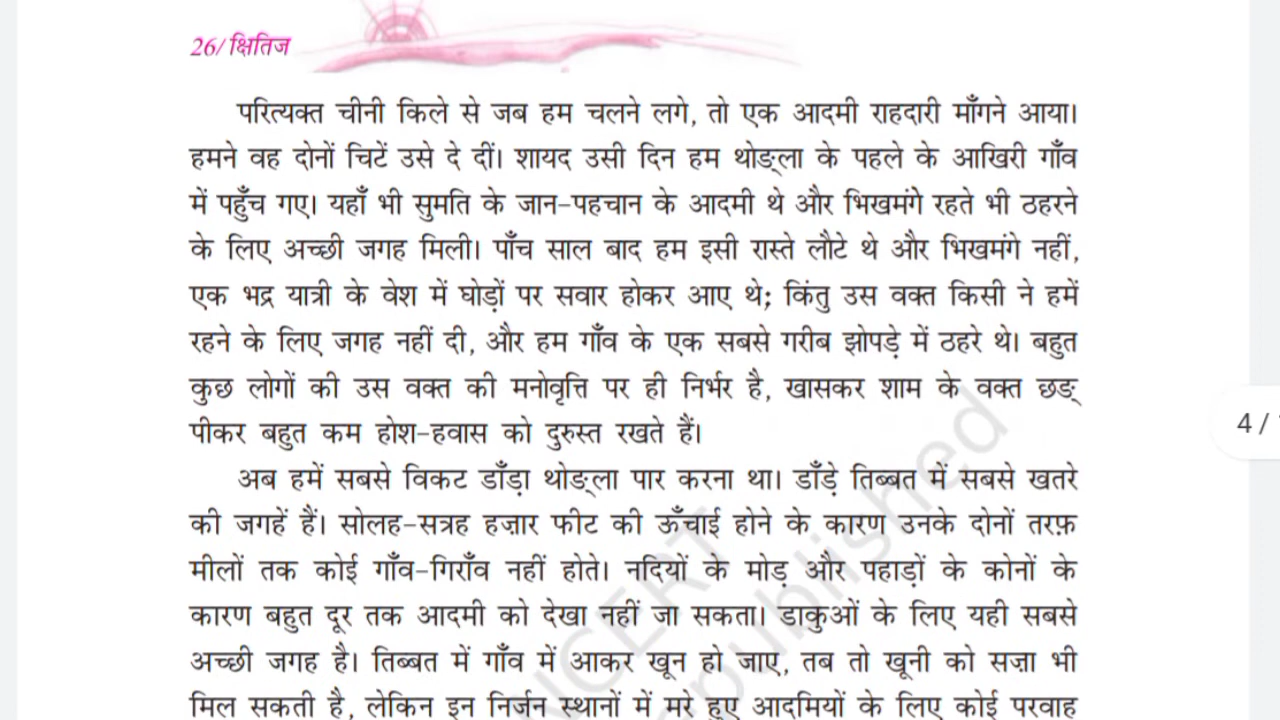 26/ क्षितिज
परित्यक्त चीनी किले से जब हम चलने लगे, तो एक आदमी राहदारी माँगने आया।
हमने वह दोनों चिटें उसे दे दीं। शायद उसी दिन हम थोङ्ला के पहले के आखिरी गाँव
में पहुँच गए। यहाँ भी सुमति के जान-पहचान के आदमी थे और भिखमंगे रहते भी ठहरने
के लिए अच्छी जगह मिली। पाँच साल बाद हम इसी रास्ते लौटे थे और भिखमंगे नहीं,
एक भद्र यात्री के वेश में घोड़ों पर सवार होकर आए थे; किंतु उस वक्त किसी ने हमें
रहने के लिए जगह नहीं दी, और हम गाँव के एक सबसे गरीब झोपड़े में ठहरे थे। बहुत
कुछ लोगों की उस वक्त की मनोवृत्ति पर ही निर्भर है, खासकर शाम के वक्त छङ्
पीकर बहुत कम होश-हवास को दुरुस्त रखते हैं।
अब हमें सबसे विकट डाँड़ा थोङ्ला पार करना था। डाँड़े तिब्बत में सबसे खतरे
की जगहें हैं। सोलह-सत्रह हज़ार फीट की ऊँचाई होने के कारण उनके दोनों तरफ़
मीलों तक कोई गाँव-गिराँव नहीं होते। नदियों के मोड़ और पहाड़ों के कोनों के
कारण बहुत दूर तक आदमी को देखा नहीं जा सकता। डाकुओं के लिए यही सबसे
अच्छी जगह है। तिब्बत में गाँव में आकर खून हो जाए, तब तो खूनी को सज़ा भी
मिल सकती है, लेकिन इन निर्जन स्थानों में मरे हुए आदमियों के लिए कोई परवाह
4 /
NCERT
republished